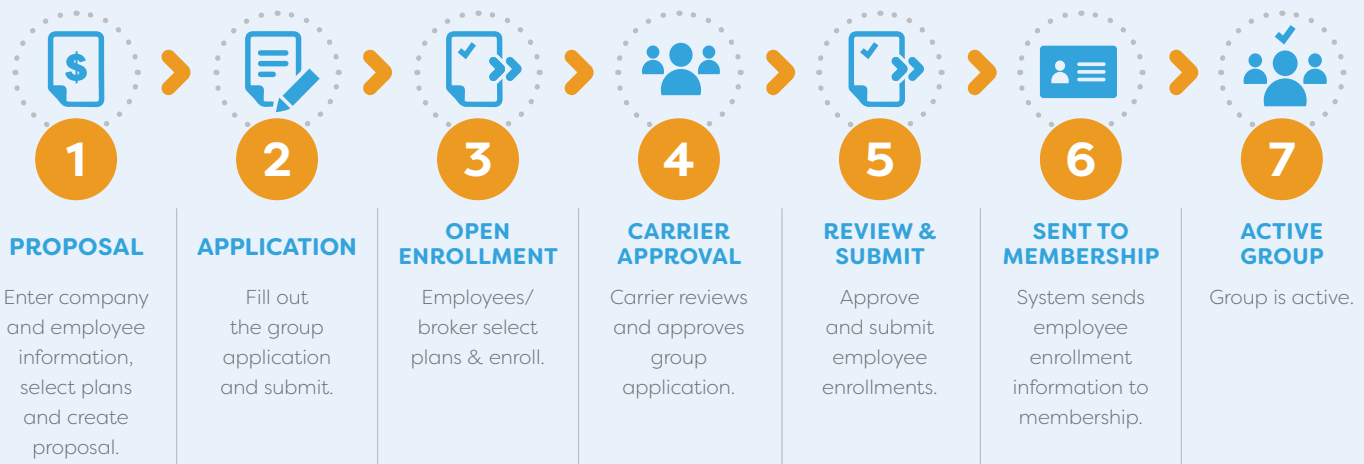 $
1
PROPOSAL
Enter company
and employee
information,
select plans
and create
proposal.
2
APPLICATION
Fill out
the group
application
and submit.
3
OPEN
ENROLLMENT
Employees/
broker select
plans & enroll.
4
CARRIER
APPROVAL
Carrier reviews
and approves
group
application.
5
REVIEW &
SUBMIT
Approve
and submit
employee
enrollments.
6
SENT TO
MEMBERSHIP
System sends
employee
enrollment
information to
membership.
7
ACTIVE
GROUP
Group is active.